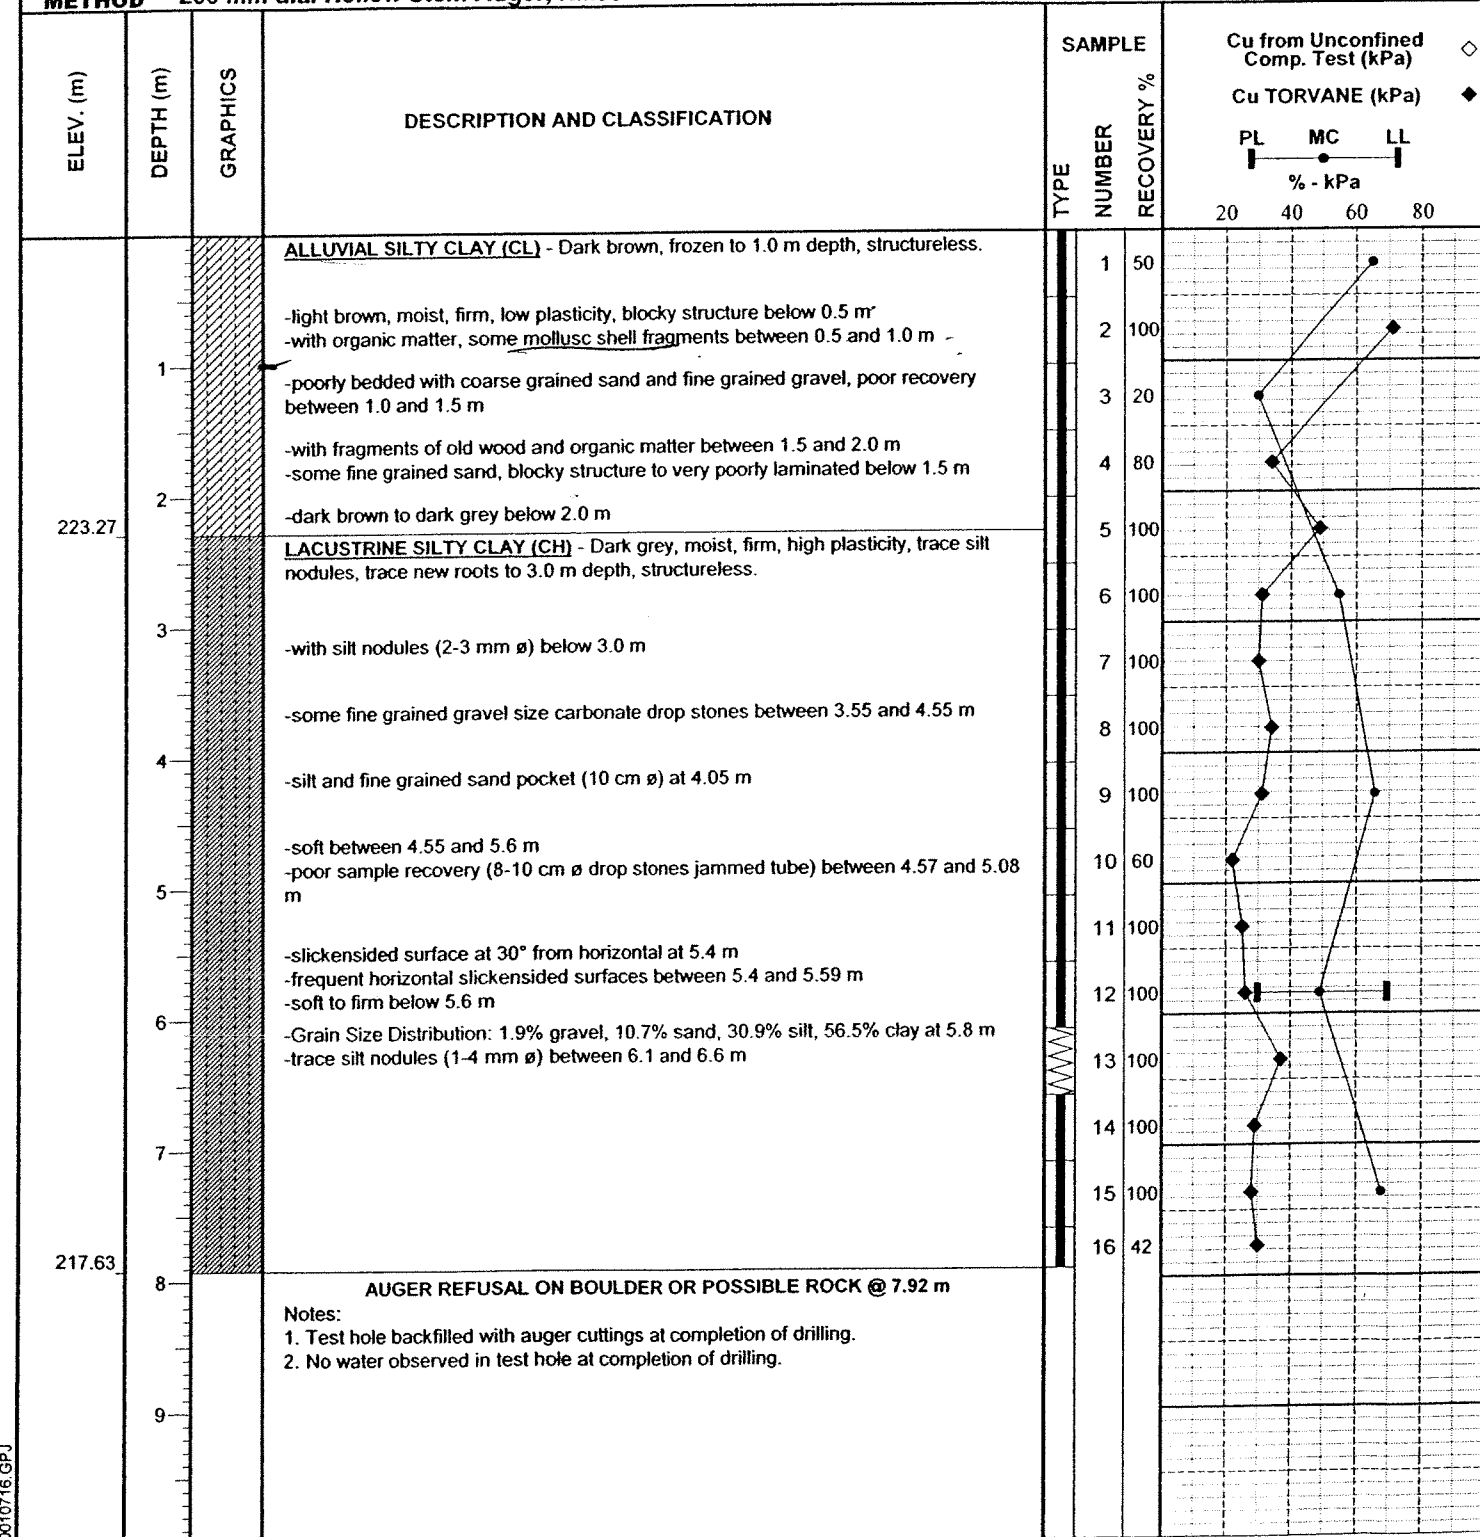 METHOD
ELEV. (m)
DEPTH (m)
GRAPHICS
DESCRIPTION AND CLASSIFICATION
SAMPLE
TYPE
NUMBER
RECOVERY %
Cu from Unconfined
Comp. Test (kPa) ◇
Cu TORVANE (kPa) ◆
PL MC LL
% - kPa
20 40 60 80
ALLUVIAL SILTY CLAY (CL) - Dark brown, frozen to 1.0 m depth, structureless.
1 50
-light brown, moist, firm, low plasticity, blocky structure below 0.5 m
2 100
-with organic matter, some mollusc shell fragments between 0.5 and 1.0 m
1
-poorly bedded with coarse grained sand and fine grained gravel, poor recovery
between 1.0 and 1.5 m
3 20
-with fragments of old wood and organic matter between 1.5 and 2.0 m
-some fine grained sand, blocky structure to very poorly laminated below 1.5 m
4 80
2
-dark brown to dark grey below 2.0 m
223.27
5 100
LACUSTRINE SILTY CLAY (CH) - Dark grey, moist, firm, high plasticity, trace silt
nodules, trace new roots to 3.0 m depth, structureless.
6 100
3
-with silt nodules (2-3 mm ø) below 3.0 m
7 100
-some fine grained gravel size carbonate drop stones between 3.55 and 4.55 m
8 100
4
-silt and fine grained sand pocket (10 cm ø) at 4.05 m
9 100
-soft between 4.55 and 5.6 m
-poor sample recovery (8-10 cm ø drop stones jammed tube) between 4.57 and 5.08
m
10 60
5
11 100
-slickensided surface at 30° from horizontal at 5.4 m
-frequent horizontal slickensided surfaces between 5.4 and 5.59 m
-soft to firm below 5.6 m
12 100
6
-Grain Size Distribution: 1.9% gravel, 10.7% sand, 30.9% silt, 56.5% clay at 5.8 m
-trace silt nodules (1-4 mm ø) between 6.1 and 6.6 m
13 100
14 100
7
15 100
16 42
217.63
8
AUGER REFUSAL ON BOULDER OR POSSIBLE ROCK @ 7.92 m
Notes:
1. Test hole backfilled with auger cuttings at completion of drilling.
2. No water observed in test hole at completion of drilling.
9
0010716.GPJ